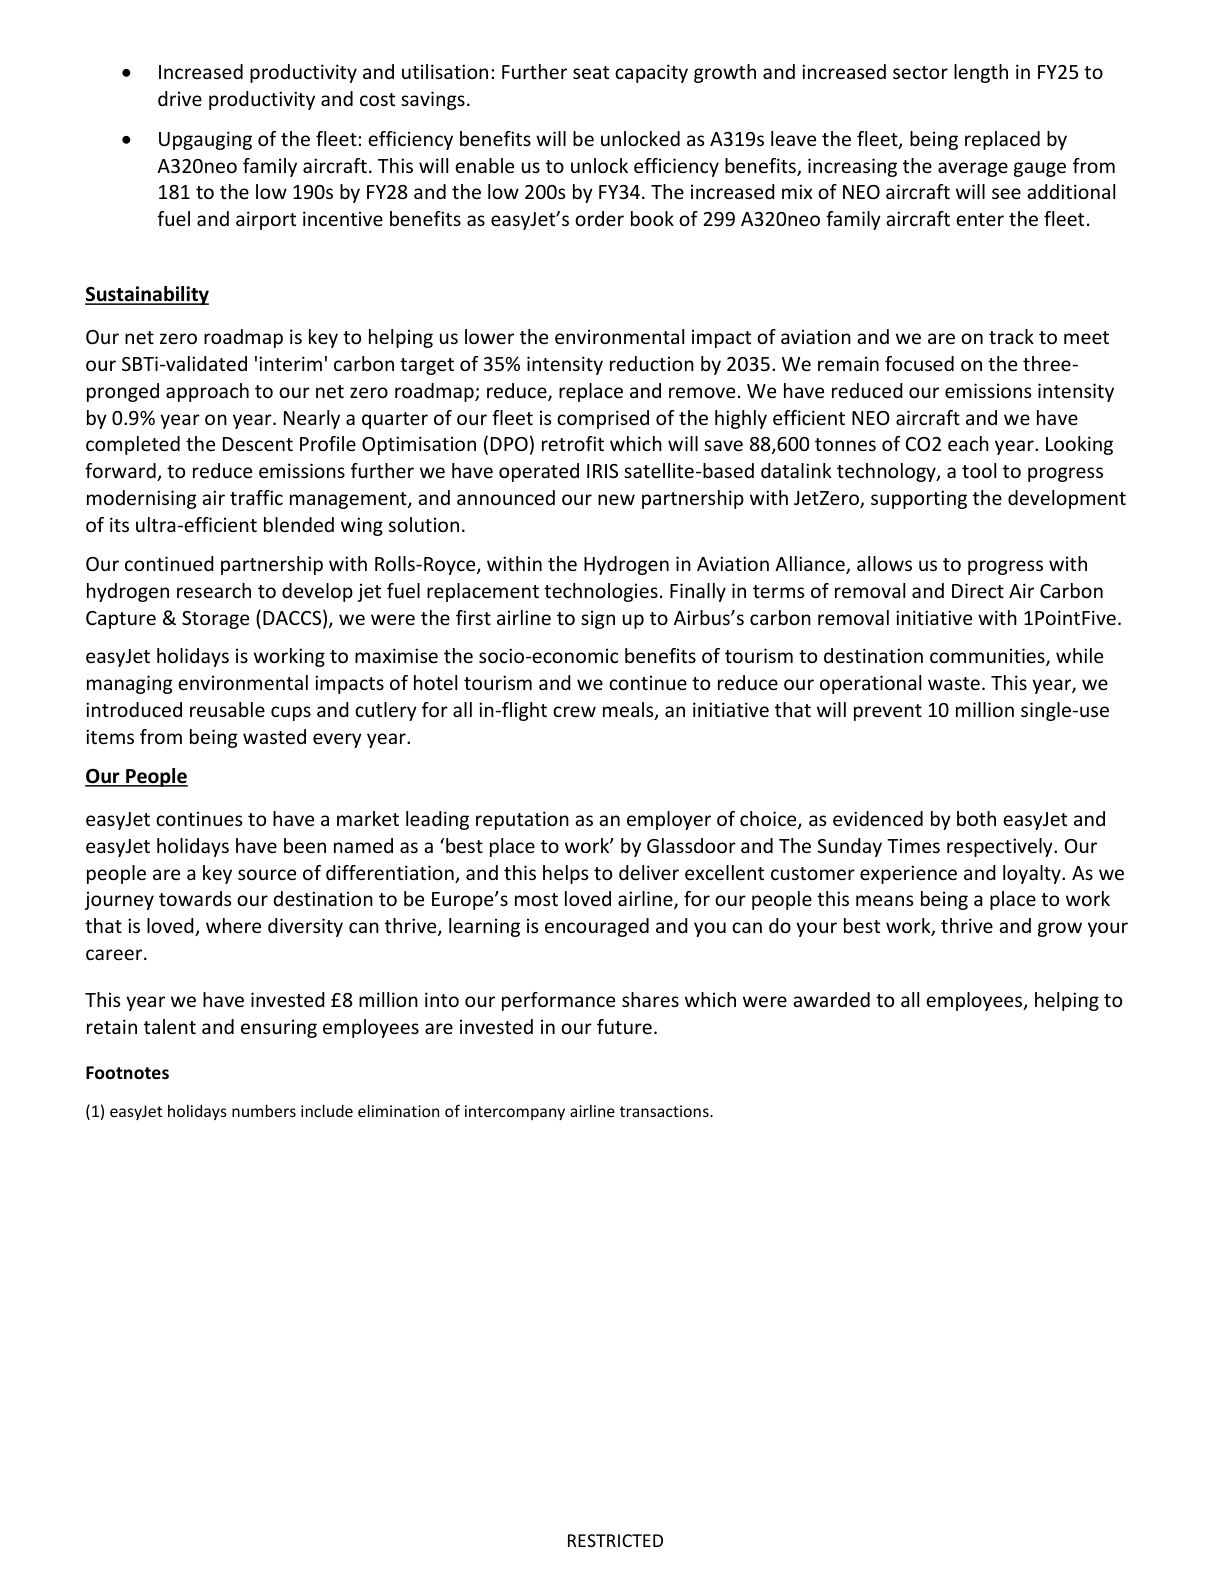 • Increased productivity and utilisation: Further seat capacity growth and increased sector length in FY25 to
drive productivity and cost savings.
• Upgauging of the fleet: efficiency benefits will be unlocked as A319s leave the fleet, being replaced by
A320neo family aircraft. This will enable us to unlock efficiency benefits, increasing the average gauge from
181 to the low 190s by FY28 and the low 200s by FY34. The increased mix of NEO aircraft will see additional
fuel and airport incentive benefits as easyJet’s order book of 299 A320neo family aircraft enter the fleet.
Sustainability
Our net zero roadmap is key to helping us lower the environmental impact of aviation and we are on track to meet
our SBTi-validated 'interim' carbon target of 35% intensity reduction by 2035. We remain focused on the three-
pronged approach to our net zero roadmap; reduce, replace and remove. We have reduced our emissions intensity
by 0.9% year on year. Nearly a quarter of our fleet is comprised of the highly efficient NEO aircraft and we have
completed the Descent Profile Optimisation (DPO) retrofit which will save 88,600 tonnes of CO2 each year. Looking
forward, to reduce emissions further we have operated IRIS satellite-based datalink technology, a tool to progress
modernising air traffic management, and announced our new partnership with JetZero, supporting the development
of its ultra-efficient blended wing solution.
Our continued partnership with Rolls-Royce, within the Hydrogen in Aviation Alliance, allows us to progress with
hydrogen research to develop jet fuel replacement technologies. Finally in terms of removal and Direct Air Carbon
Capture & Storage (DACCS), we were the first airline to sign up to Airbus’s carbon removal initiative with 1PointFive.
easyJet holidays is working to maximise the socio-economic benefits of tourism to destination communities, while
managing environmental impacts of hotel tourism and we continue to reduce our operational waste. This year, we
introduced reusable cups and cutlery for all in-flight crew meals, an initiative that will prevent 10 million single-use
items from being wasted every year.
Our People
easyJet continues to have a market leading reputation as an employer of choice, as evidenced by both easyJet and
easyJet holidays have been named as a ‘best place to work’ by Glassdoor and The Sunday Times respectively. Our
people are a key source of differentiation, and this helps to deliver excellent customer experience and loyalty. As we
journey towards our destination to be Europe’s most loved airline, for our people this means being a place to work
that is loved, where diversity can thrive, learning is encouraged and you can do your best work, thrive and grow your
career.
This year we have invested £8 million into our performance shares which were awarded to all employees, helping to
retain talent and ensuring employees are invested in our future.
Footnotes
(1) easyJet holidays numbers include elimination of intercompany airline transactions.
RESTRICTED